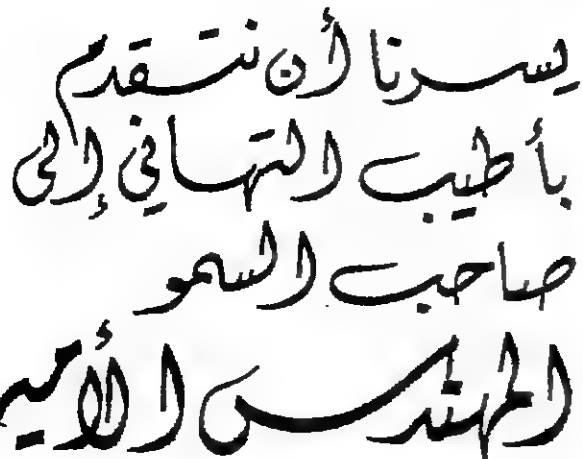 يسرنا أن نتقدم
بأطيب التهاني إلى
صاحب السمو
المهندس الأمير